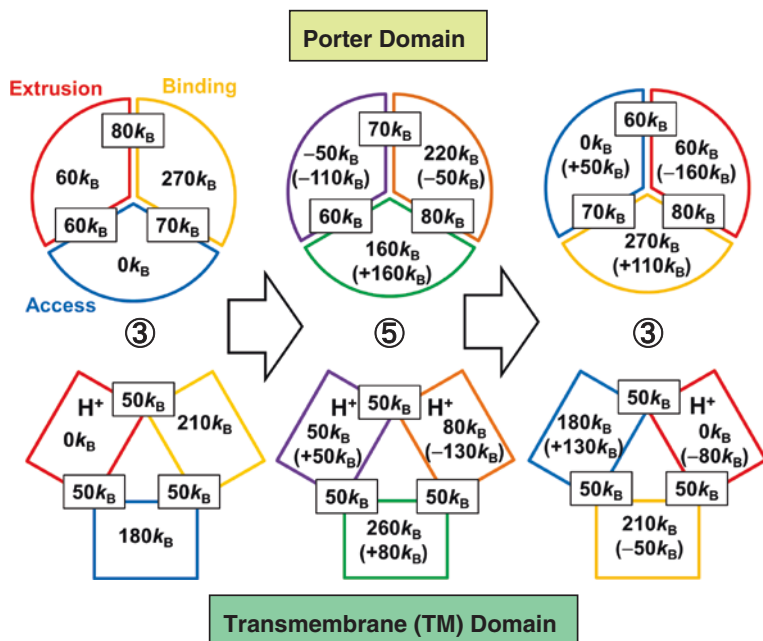 Porter Domain
Extrusion
Binding
80kB
60kB
270kB
60kB
70kB
0kB
Access
70kB
−50kB
(−110kB)
220kB
(−50kB)
60kB
80kB
160kB
(+160kB)
60kB
0kB
(+50kB)
60kB
(−160kB)
70kB
80kB
270kB
(+110kB)
③
⑤
③
H+
50kB
0kB
210kB
50kB
50kB
180kB
H+
50kB
H+
50kB
(+50kB)
80kB
(−130kB)
50kB
50kB
260kB
(+80kB)
50kB
H+
180kB
(+130kB)
0kB
(−80kB)
50kB
50kB
210kB
(−50kB)
Transmembrane (TM) Domain